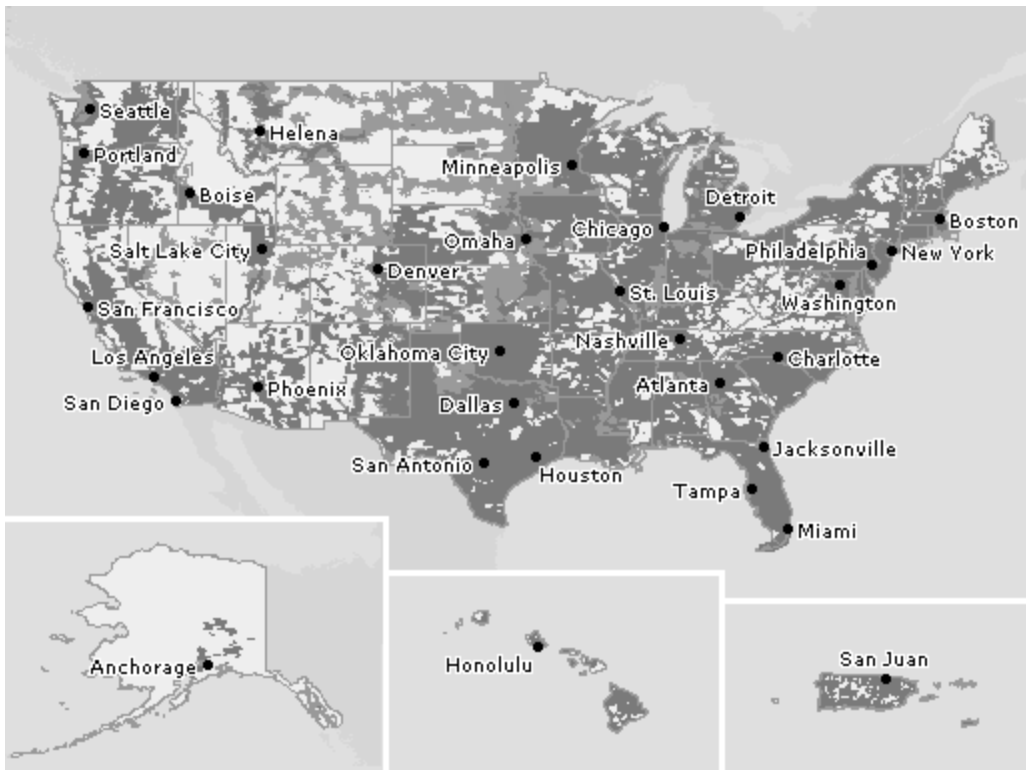 Seattle
Helena
Portland
Minneapolis
Boise
Detroit
Boston
Chicago
Omaha
Salt Lake City
Philadelphia
New York
Denver
St. Louis
Washington
San Francisco
Nashville
Oklahoma City
Los Angeles
Charlotte
Phoenix
Atlanta
San Diego
Dallas
Jacksonville
San Antonio
Houston
Tampa
Miami
Anchorage
Honolulu
San Juan